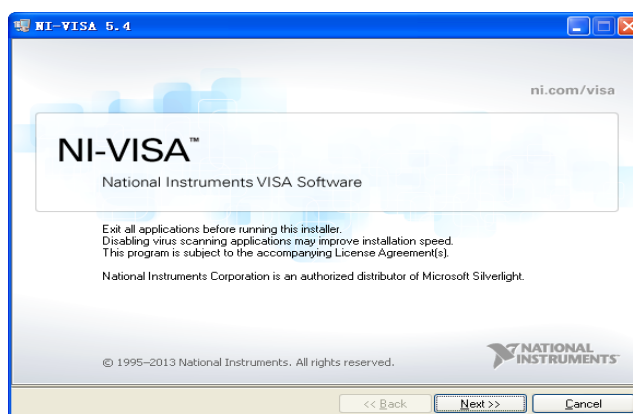 NI-VISA 5.4
ni.com/visa
NI-VISA™
National Instruments VISA Software
Exit all applications before running this installer.
Disabling virus scanning applications may improve installation speed.
This program is subject to the accompanying License Agreement(s).
National Instruments Corporation is an authorized distributor of Microsoft Silverlight.
© 1995–2013 National Instruments. All rights reserved.
NATIONAL
INSTRUMENTS™
<< Back Next >> Cancel